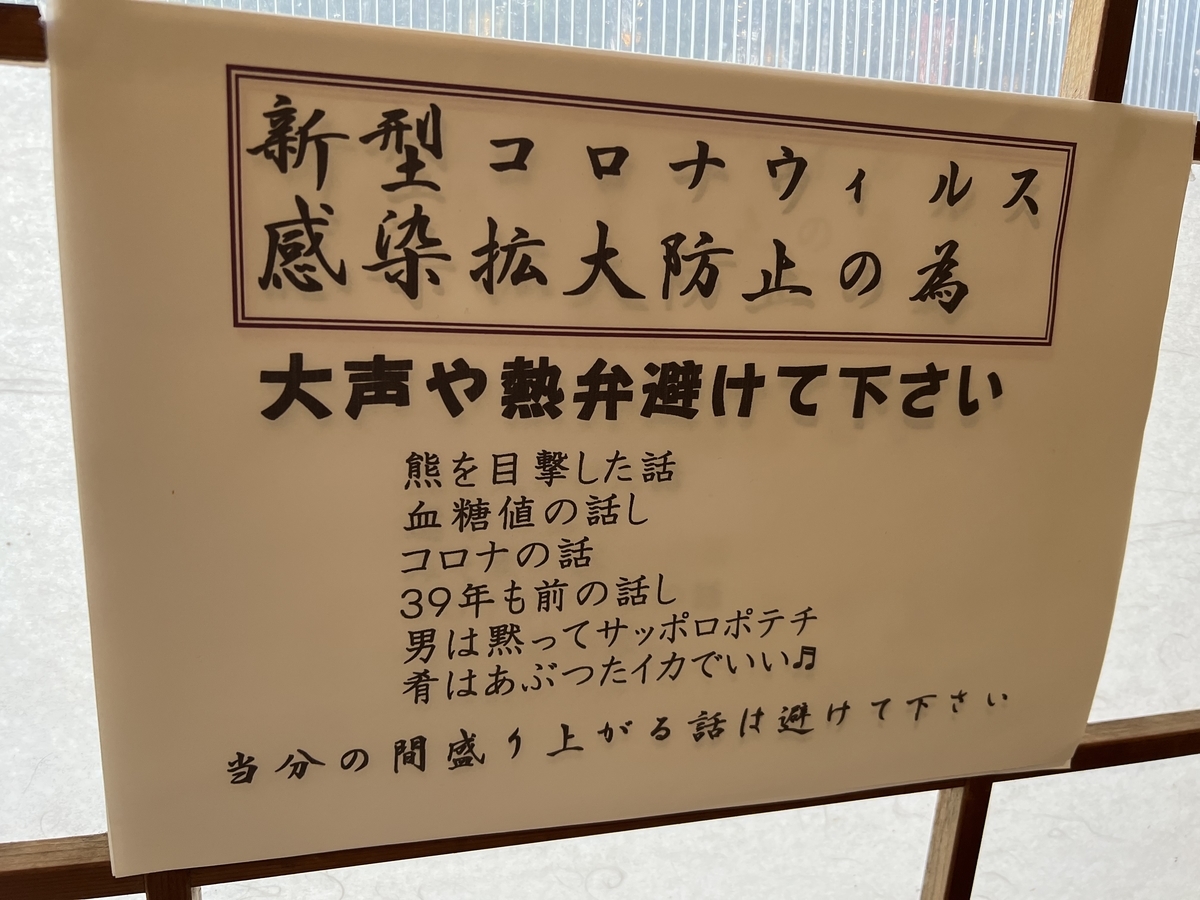 新型コロナウィルス
感染拡大防止の為
大声や熱弁避けて下さい
熊を目撃した話
血糖値の話し
コロナの話
39年も前の話し
男は黙ってサッポロポテチ
肴はあぶつたイカでいい♬
当分の間盛り上がる話は避けて下さい